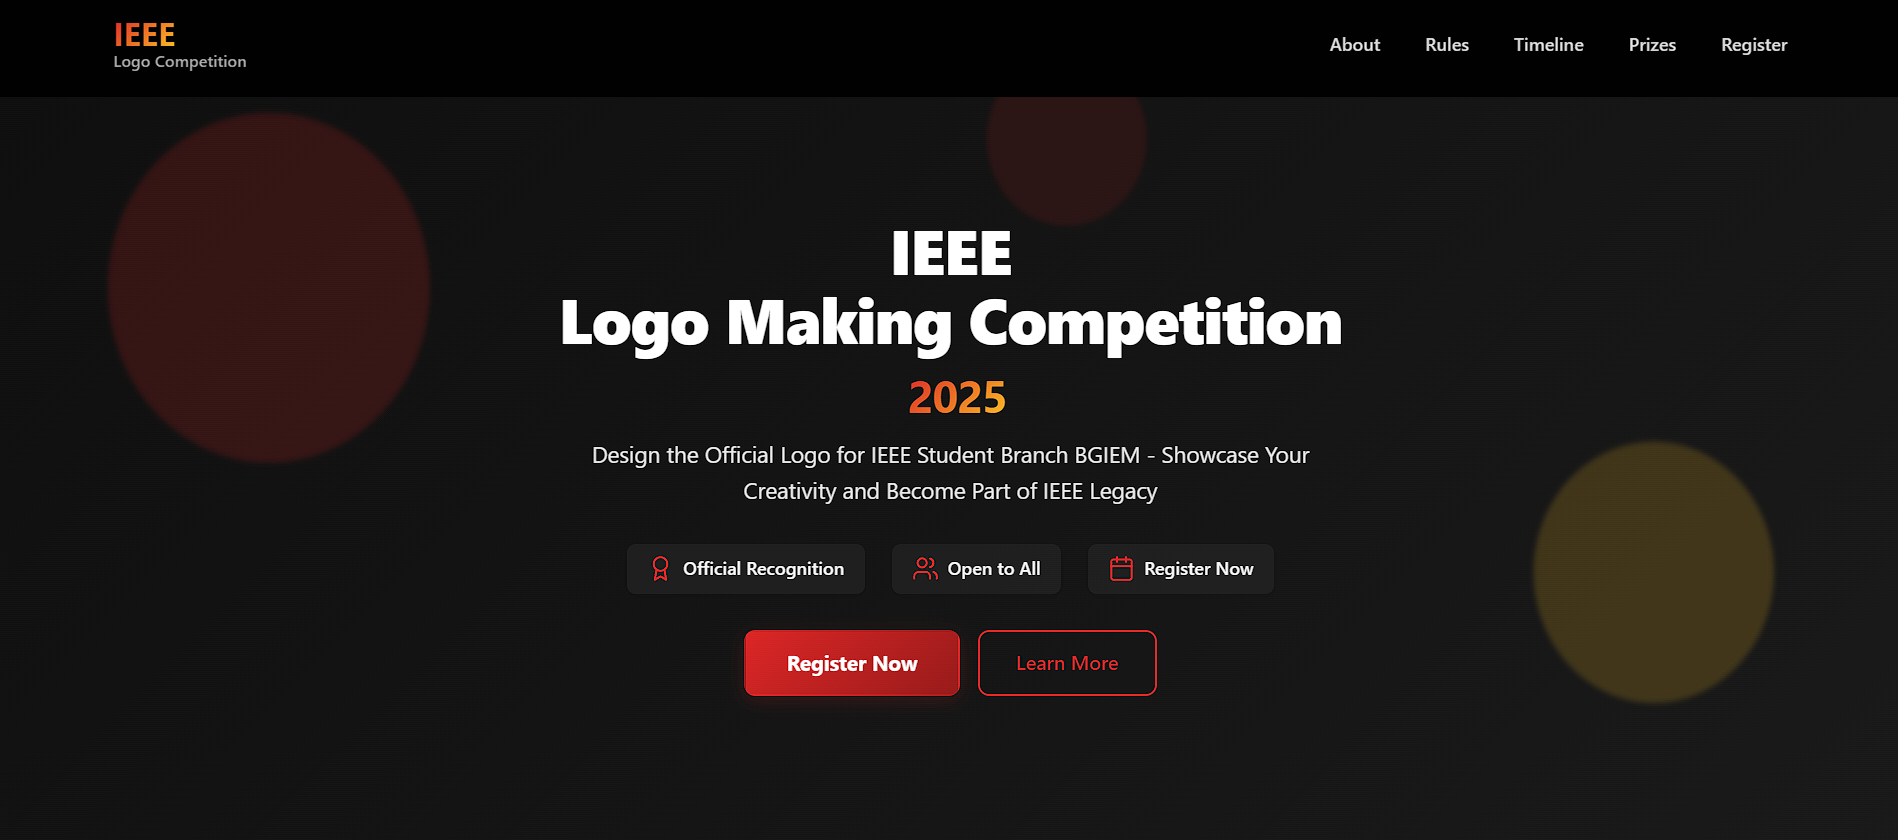 IEEE
Logo Competition
About
Rules
Timeline
Prizes
Register
IEEE
Logo Making Competition
2025
Design the Official Logo for IEEE Student Branch BGIEM - Showcase Your
Creativity and Become Part of IEEE Legacy
Official Recognition
Open to All
Register Now
Register Now
Learn More